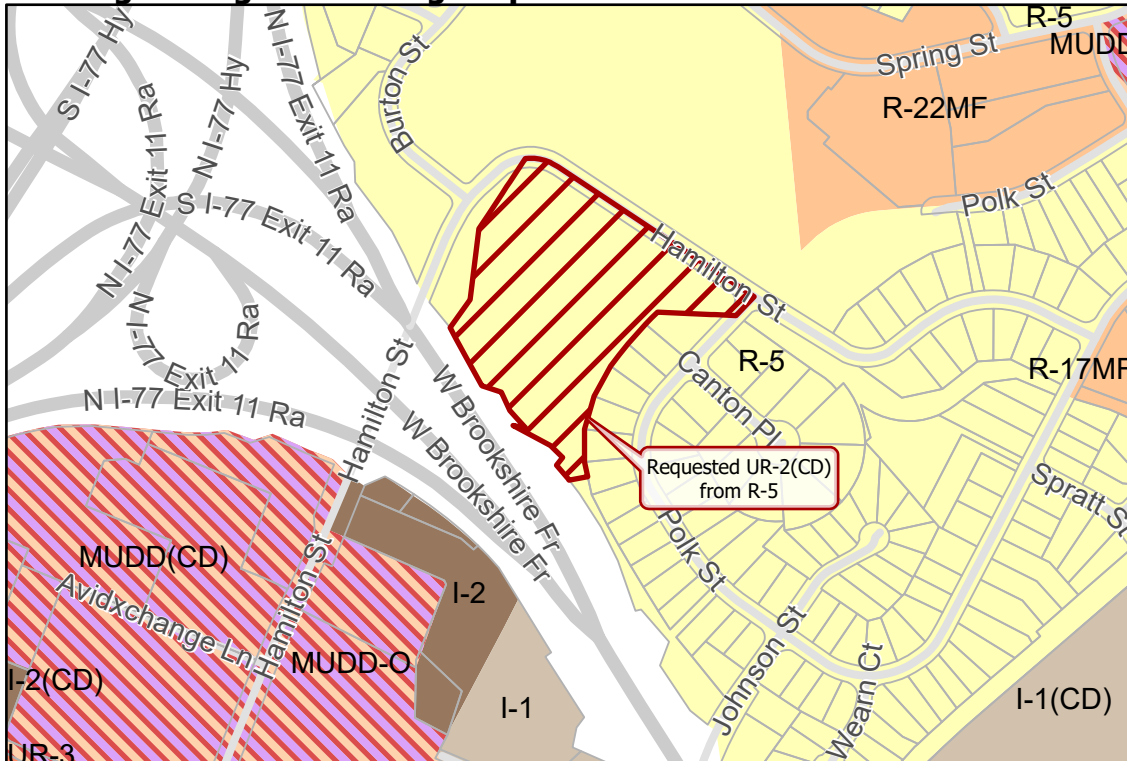 R-5
MUDD
Spring St
S I-77 Hy
N I-77 Hy
N I-77 Exit 11 Ra
Burton St
R-22MF
N I-77 Exit 11 Ra
S I-77 Exit 11 Ra
Polk St
Hamilton St
N I-77 Exit 11 Ra
Hamilton St
R-5
Canton Pl
R-17MF
N I-77 Exit 11 Ra
W Brookshire Fr
W Brookshire Fr
Requested UR-2(CD)
from R-5
Spratt St
Polk St
MUDD(CD)
Hamilton St
I-2
Avidxchange Ln
MUDD-O
I-2(CD)
I-1
Johnson St
Wearn Ct
I-1(CD)
UR-3